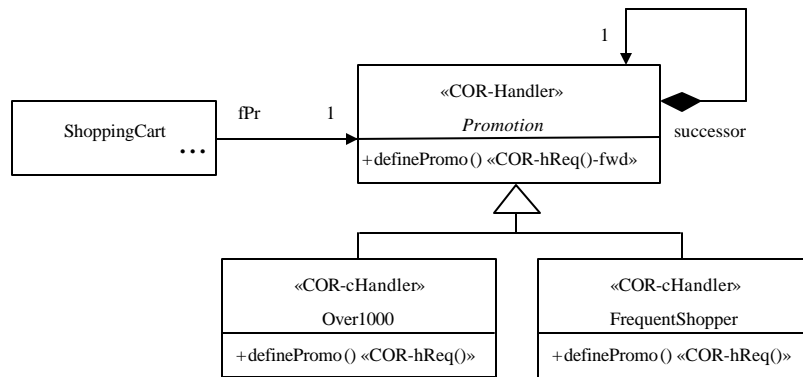 1
«COR-Handler»
Promotion
+definePromo() «COR-hReq()-fwd»
successor
ShoppingCart
...
fPr
1
«COR-cHandler»
Over1000
+definePromo() «COR-hReq()»
«COR-cHandler»
FrequentShopper
+definePromo() «COR-hReq()»